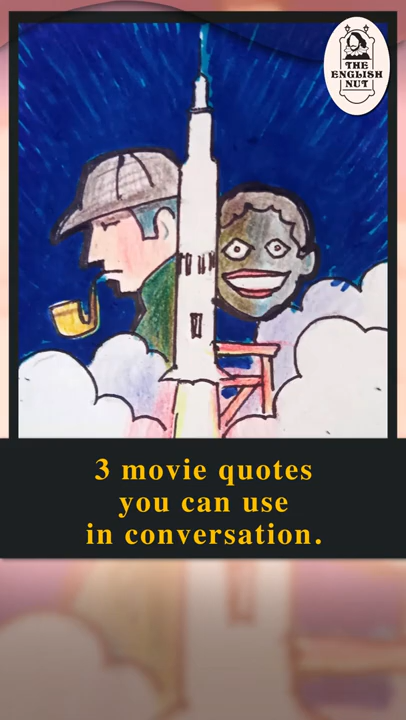 THE
ENGLISH
NUT
3 movie quotes
you can use
in conversation.